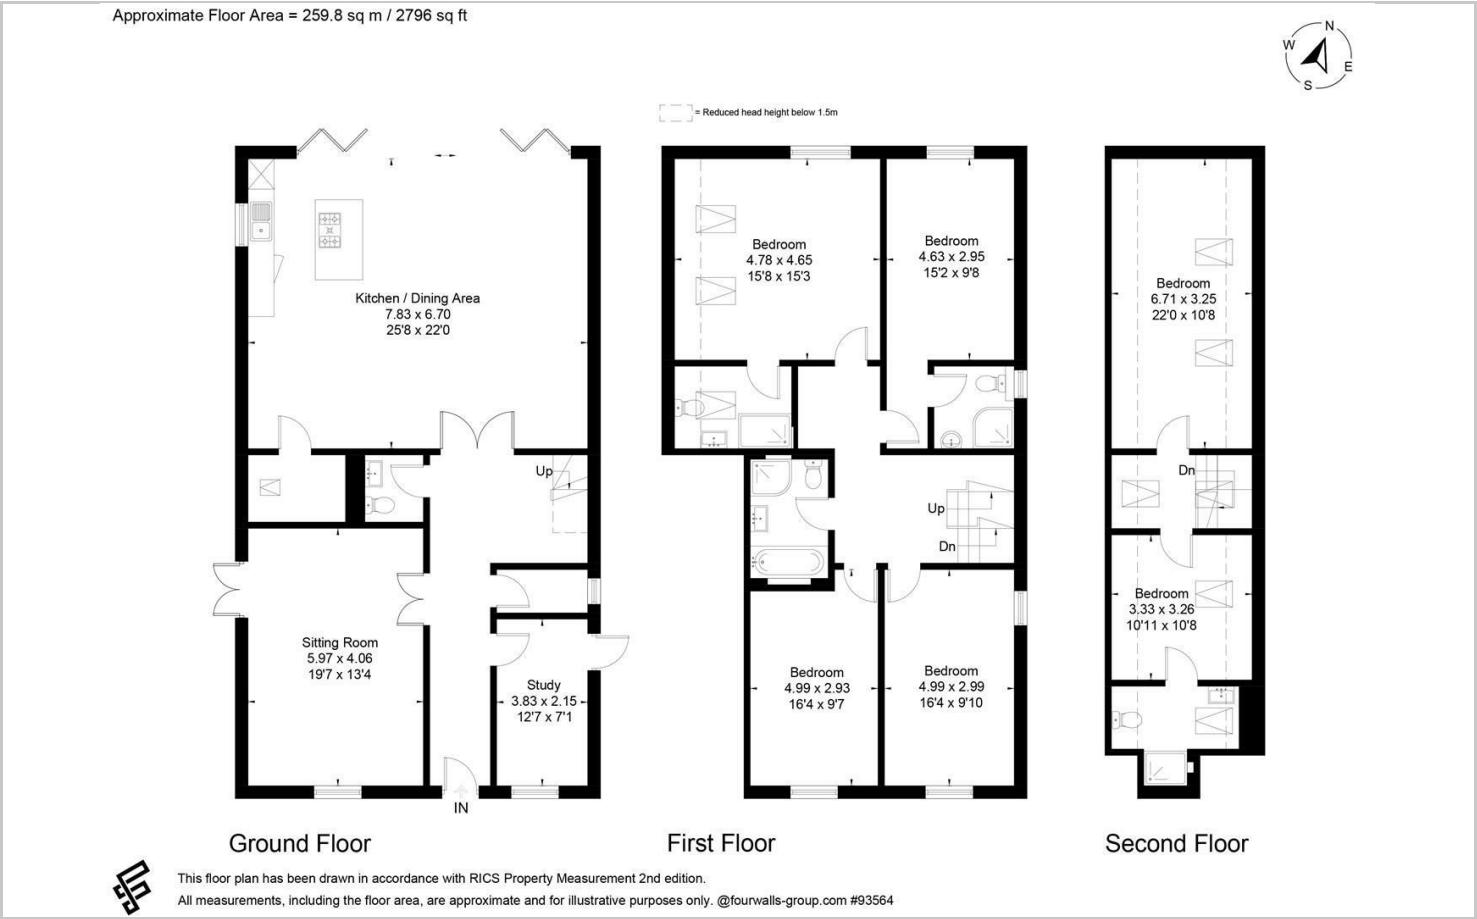 Approximate Floor Area = 259.8 sq m / 2796 sq ft
N
W
E
S
= Reduced head height below 1.5m
Kitchen / Dining Area
7.83 x 6.70
25'8 x 22'0
Up
Sitting Room
5.97 x 4.06
19'7 x 13'4
Study
3.83 x 2.15
12'7 x 7'1
IN
Ground Floor
Bedroom
4.78 x 4.65
15'8 x 15'3
Bedroom
4.63 x 2.95
15'2 x 9'8
Up
Dn
Bedroom
4.99 x 2.93
16'4 x 9'7
Bedroom
4.99 x 2.99
16'4 x 9'10
First Floor
Bedroom
6.71 x 3.25
22'0 x 10'8
Dn
Bedroom
3.33 x 3.26
10'11 x 10'8
Second Floor
This floor plan has been drawn in accordance with RICS Property Measurement 2nd edition.
All measurements, including the floor area, are approximate and for illustrative purposes only. @fourwalls-group.com #93564